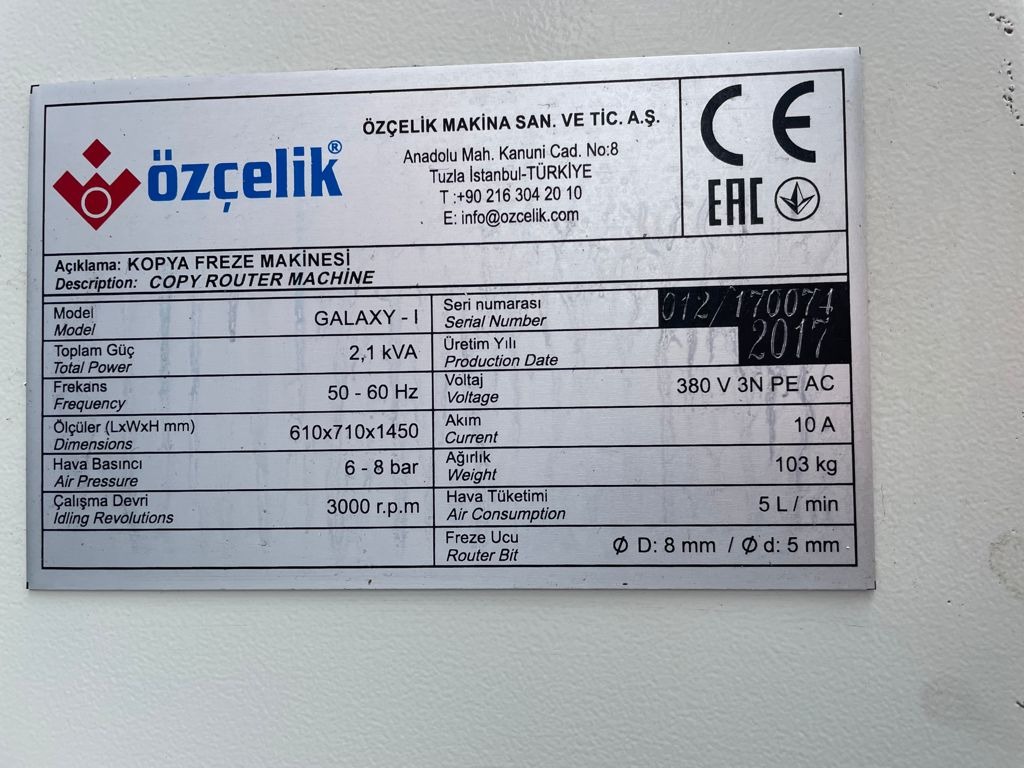 özçelik®
ÖZÇELİK MAKİNA SAN. VE TİC. A.Ş.
Anadolu Mah. Kanuni Cad. No:8
Tuzla İstanbul-TÜRKİYE
T :+90 216 304 20 10
E: info@ozcelik.com
CE
EAC
Açıklama: KOPYA FREZE MAKİNESİ
Description: COPY ROUTER MACHINE
Model
Model
GALAXY - I
Seri numarası
Serial Number
012/170074
Toplam Güç
Total Power
2,1 kVA
Üretim Yılı
Production Date
2017
Frekans
Frequency
50 - 60 Hz
Voltaj
Voltage
380 V 3N PE AC
Ölçüler (LxWxH mm)
Dimensions
610x710x1450
Akım
Current
10 A
Hava Basıncı
Air Pressure
6 - 8 bar
Ağırlık
Weight
103 kg
Çalışma Devri
İdling Revolutions
3000 r.p.m
Hava Tüketimi
Air Consumption
5 L / min
Freze Ucu
Router Bit
Ø D: 8 mm / Ø d: 5 mm